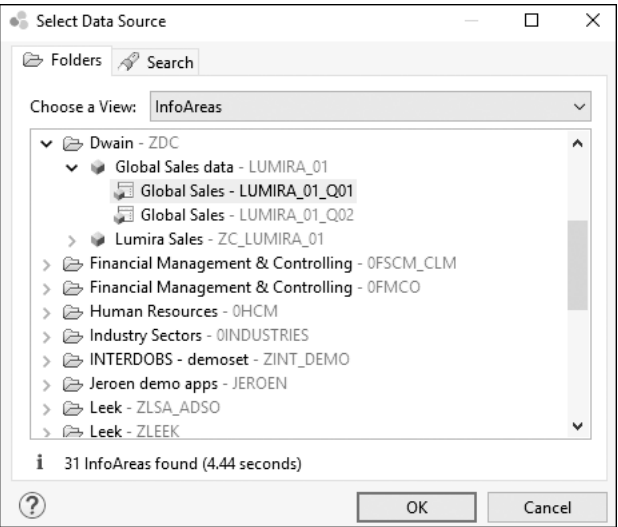 Select Data Source
Folders Search
Choose a View: InfoAreas
Dwain - ZDC
Global Sales data - LUMIRA_01
Global Sales - LUMIRA_01_Q01
Global Sales - LUMIRA_01_Q02
Lumira Sales - ZC_LUMIRA_01
Financial Management & Controlling - 0FSCM_CLM
Financial Management & Controlling - 0FMCO
Human Resources - 0HCM
Industry Sectors - 0INDUSTRIES
INTERDOBS - demoset - ZINT_DEMO
Jeroen demo apps - JEROEN
Leek - ZLSA_ADSO
Leek - ZLEEK
i 31 InfoAreas found (4.44 seconds)
? OK Cancel